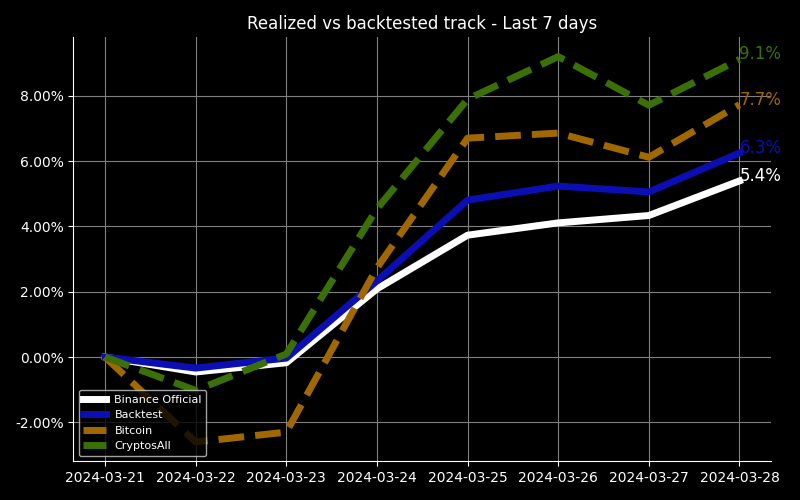 Realized vs backtested track - Last 7 days
9.1%
8.00%
7.7%
6.00%
6.3%
5.4%
4.00%
2.00%
0.00%
-2.00%
Binance Official
Backtest
Bitcoin
CryptosAll
2024-03-21 2024-03-22 2024-03-23 2024-03-24 2024-03-25 2024-03-26 2024-03-27 2024-03-28